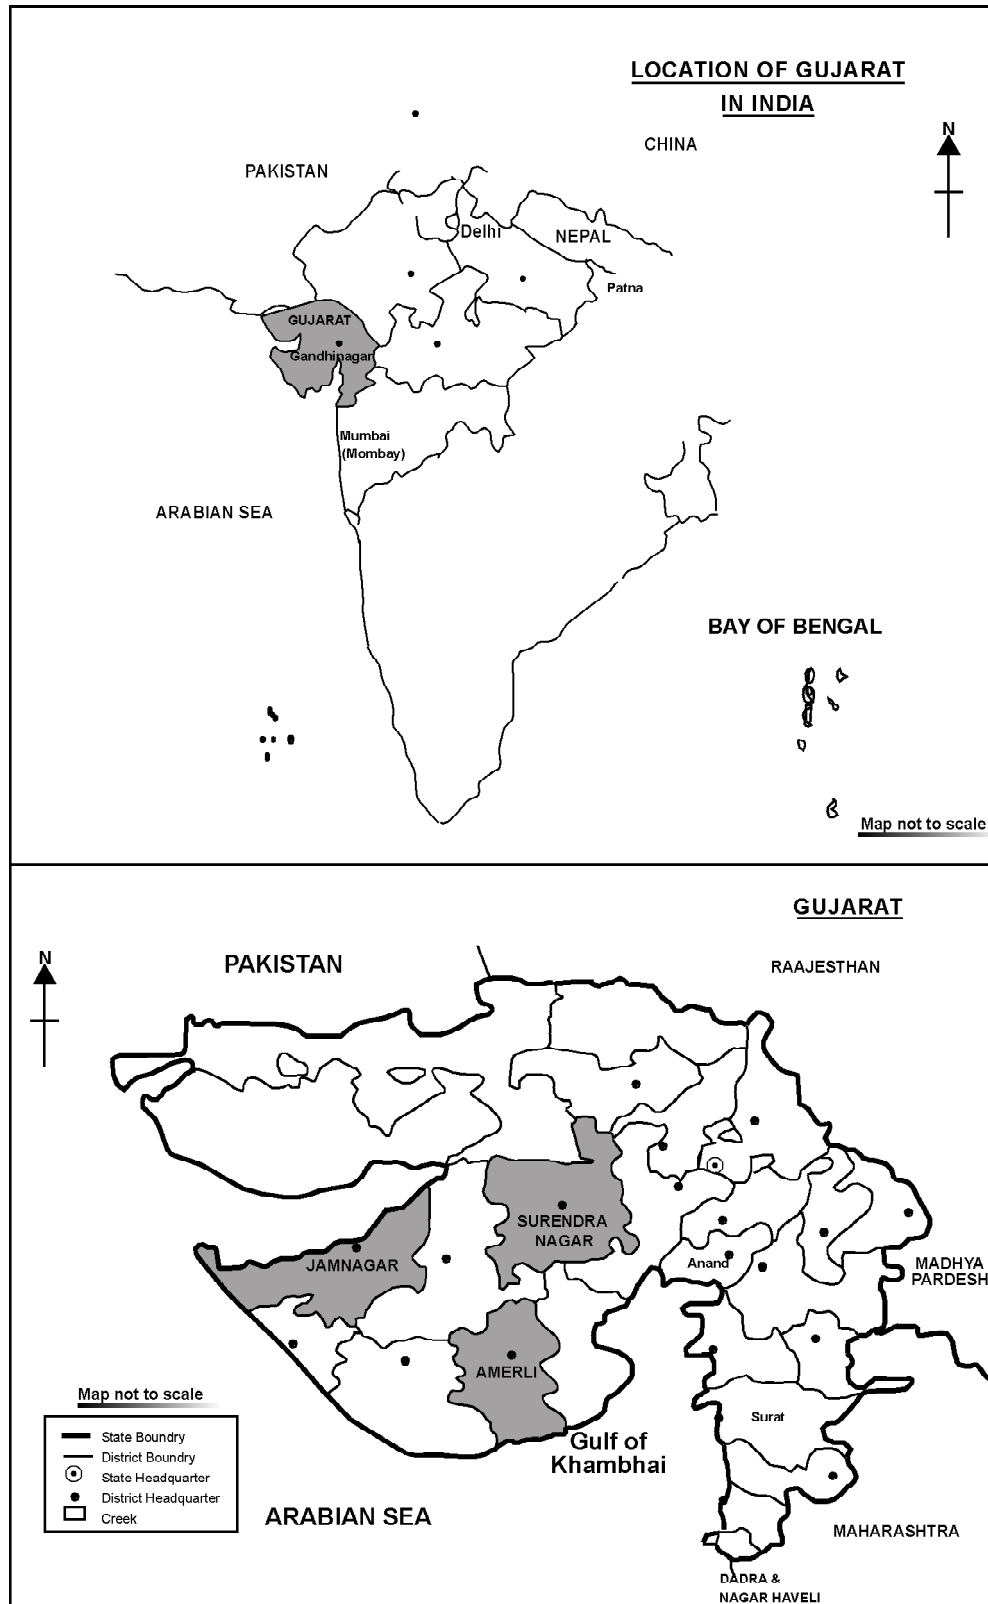 LOCATION OF GUJARAT
IN INDIA
CHINA
N
PAKISTAN
Delhi
NEPAL
Patna
GUJARAT
Gandhinagar
Mumbai
(Mombay)
ARABIAN SEA
BAY OF BENGAL
Map not to scale
GUJARAT
N
PAKISTAN
RAAJESTHAN
SURENDRA
NAGAR
JAMNAGAR
Anand
MADHYA
PARDESH
AMERLI
Map not to scale
Surat
State Boundry
District Boundry
State Headquarter
District Headquarter
Creek
Gulf of
Khambhai
ARABIAN SEA
MAHARASHTRA
DADRA &
NAGAR HAVELI